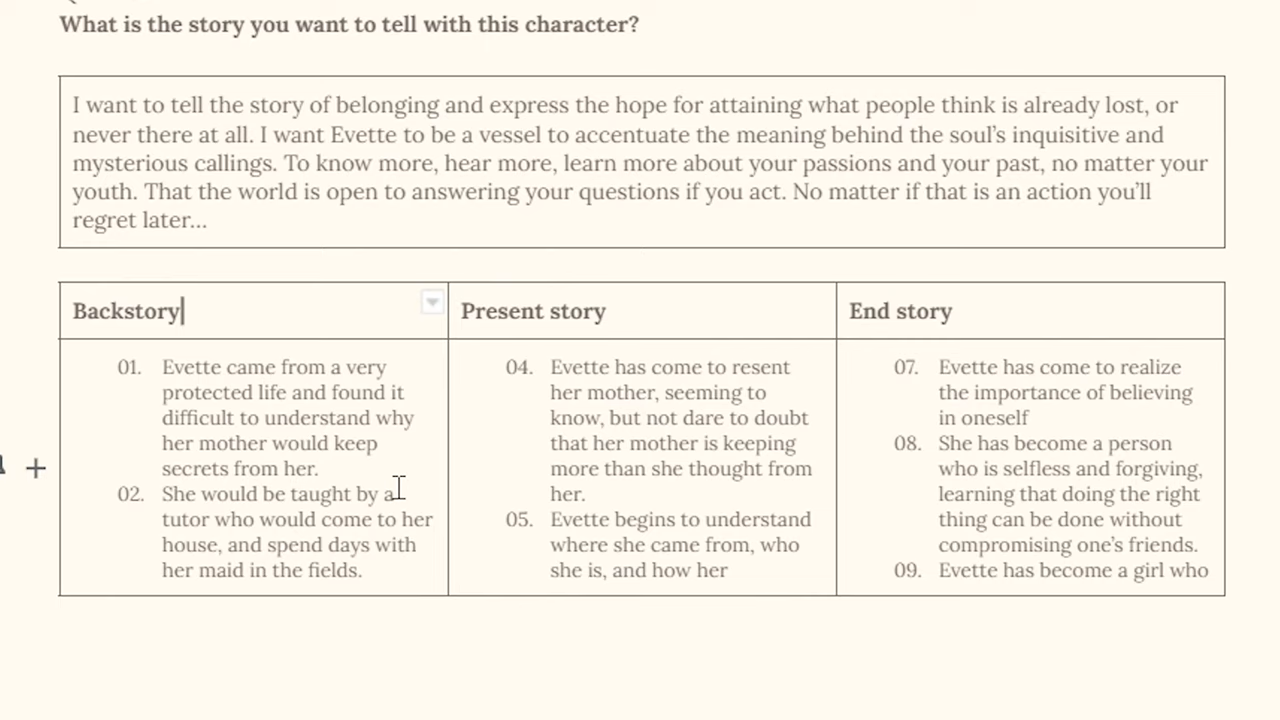 What is the story you want to tell with this character?
I want to tell the story of belonging and express the hope for attaining what people think is already lost, or
never there at all. I want Evette to be a vessel to accentuate the meaning behind the soul's inquisitive and
mysterious callings. To know more, hear more, learn more about your passions and your past, no matter your
youth. That the world is open to answering your questions if you act. No matter if that is an action you'll
regret later...
Backstory
01. Evette came from a very
protected life and found it
difficult to understand why
her mother would keep
secrets from her.
02. She would be taught by a
tutor who would come to her
house, and spend days with
her maid in the fields.
Present story
04. Evette has come to resent
her mother, seeming to
know, but not dare to doubt
that her mother is keeping
more than she thought from
her.
05. Evette begins to understand
where she came from, who
she is, and how her
End story
07. Evette has come to realize
the importance of believing
in oneself
08. She has become a person
who is selfless and forgiving,
learning that doing the right
thing can be done without
compromising one's friends.
09. Evette has become a girl who